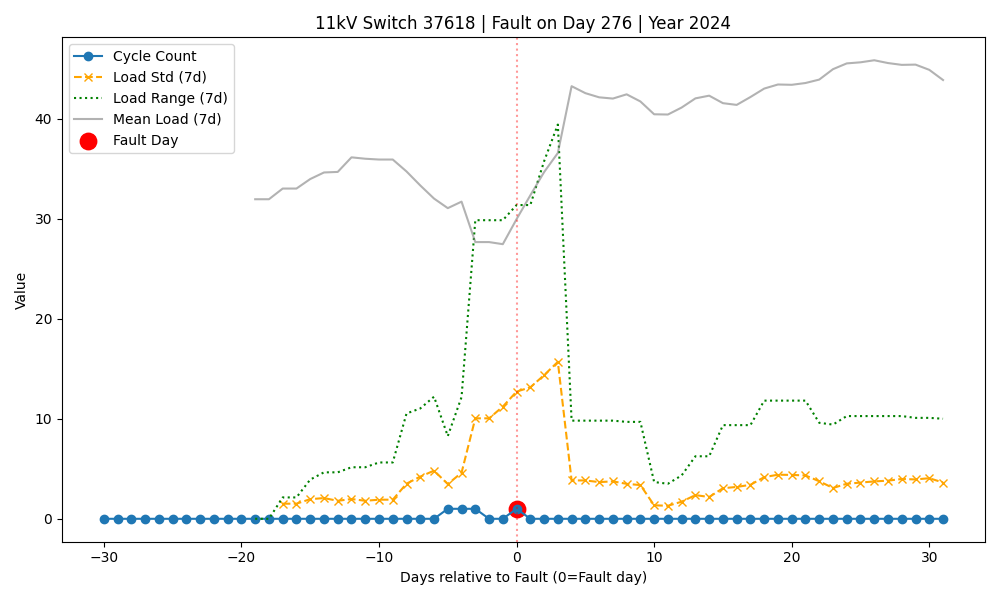 11kV Switch 37618 | Fault on Day 276 | Year 2024
Cycle Count
Load Std (7d)
Load Range (7d)
Mean Load (7d)
Fault Day
Value
40
30
20
10
0
−30
−20
−10
0
10
20
30
Days relative to Fault (0=Fault day)